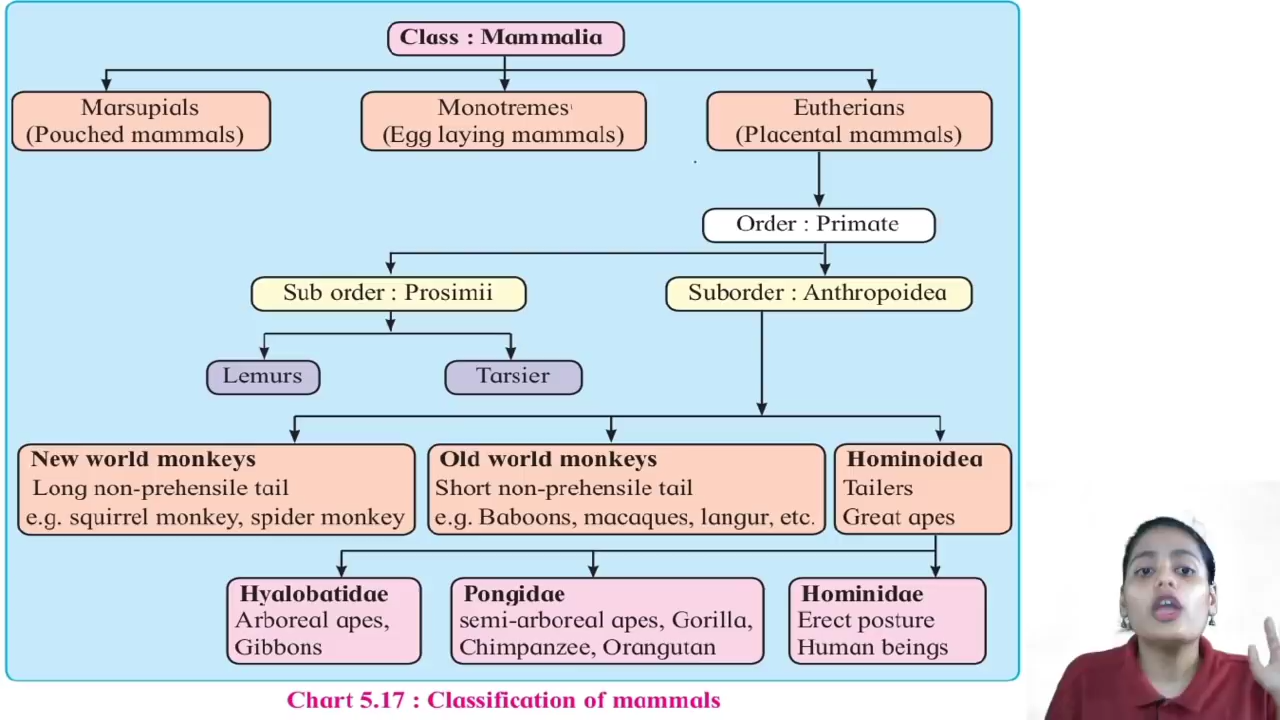 Class : Mammalia
Marsupials
(Pouched mammals)
Monotremes
(Egg laying mammals)
Eutherians
(Placental mammals)
Order : Primate
Sub order : Prosimii
Suborder : Anthropoidea
Lemurs
Tarsier
New world monkeys
Long non-prehensile tail
e.g. squirrel monkey, spider monkey
Old world monkeys
Short non-prehensile tail
e.g. Baboons, macaques, langur, etc.
Hominoidea
Tailers
Great apes
Hyalobatidae
Arboreal apes,
Gibbons
Pongidae
semi-arboreal apes, Gorilla,
Chimpanzee, Orangutan
Hominidae
Erect posture
Human beings
Chart 5.17 : Classification of mammals